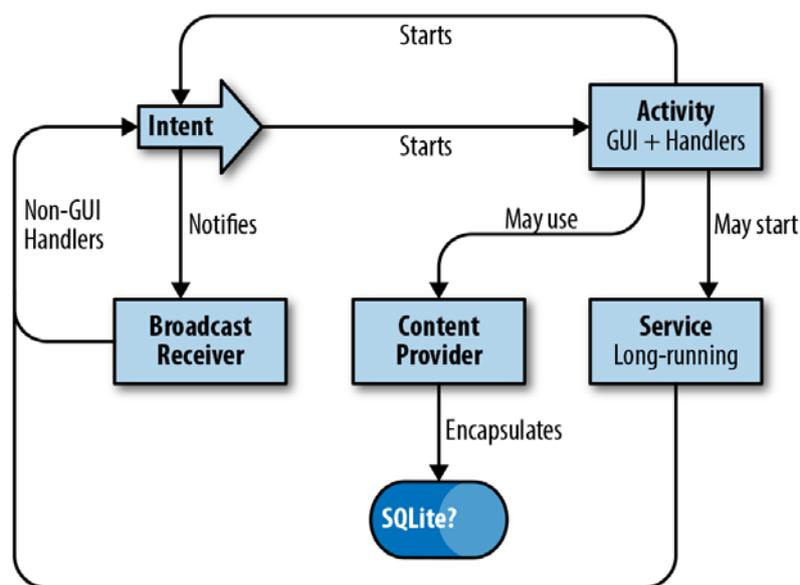 Starts
Intent
Starts
Activity
GUI + Handlers
Non-GUI
Handlers
Notifies
May use
May start
Broadcast
Receiver
Content
Provider
Service
Long-running
Encapsulates
SQLite?